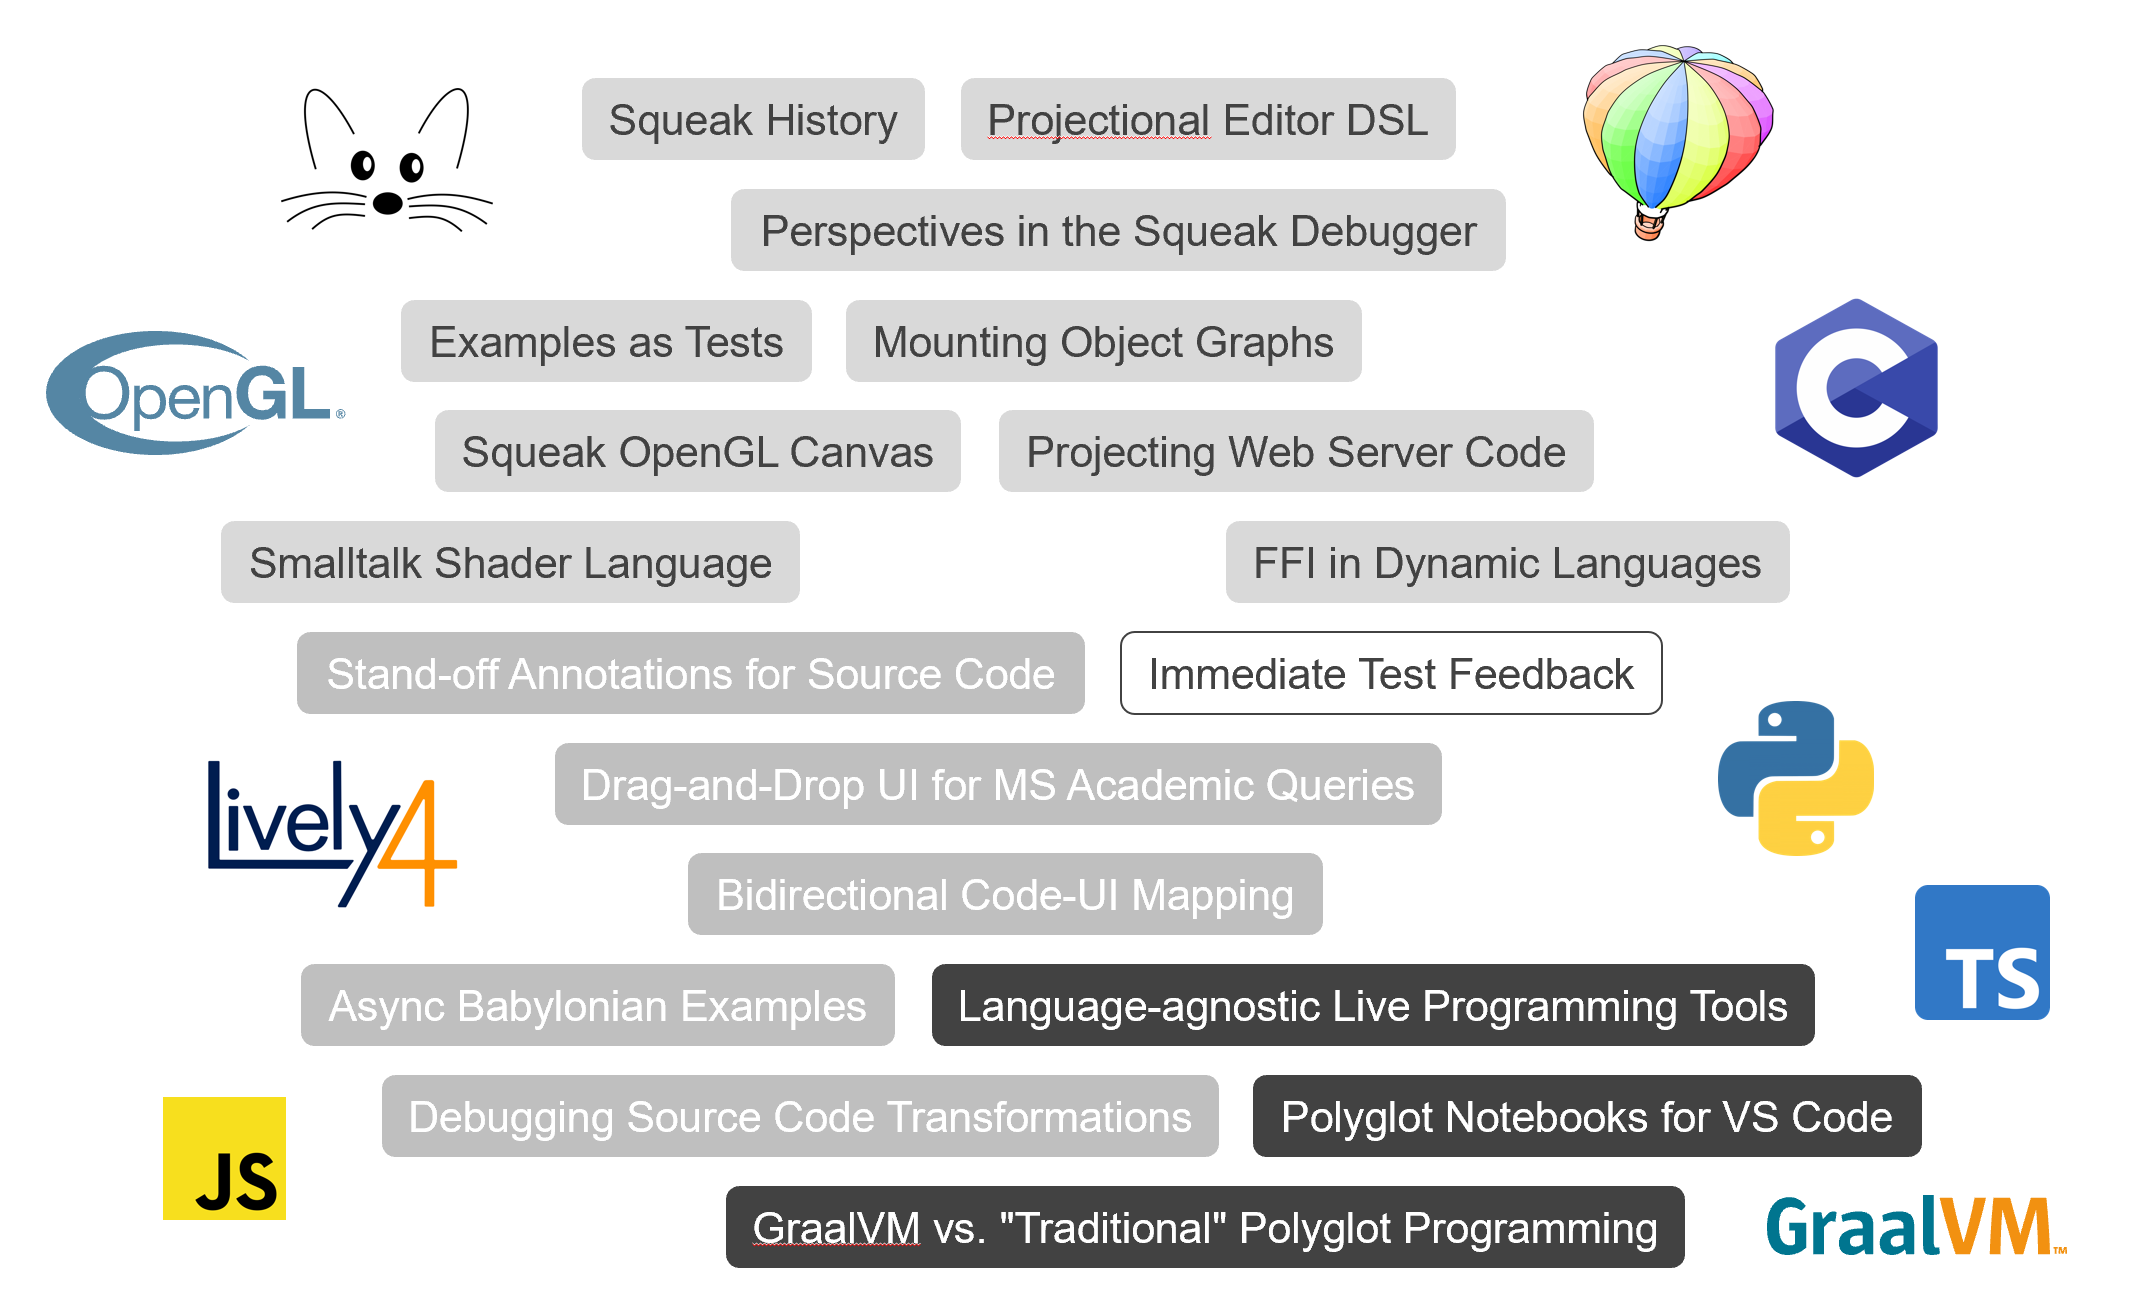 Squeak History
Projectional Editor DSL
Perspectives in the Squeak Debugger
Examples as Tests
Mounting Object Graphs
OpenGL®
Squeak OpenGL Canvas
Projecting Web Server Code
C
Smalltalk Shader Language
FFI in Dynamic Languages
Stand-off Annotations for Source Code
Immediate Test Feedback
Drag-and-Drop UI for MS Academic Queries
Lively4
Bidirectional Code-UI Mapping
TS
Async Babylonian Examples
Language-agnostic Live Programming Tools
Debugging Source Code Transformations
Polyglot Notebooks for VS Code
JS
GraalVM vs. "Traditional" Polyglot Programming
GraalVM™